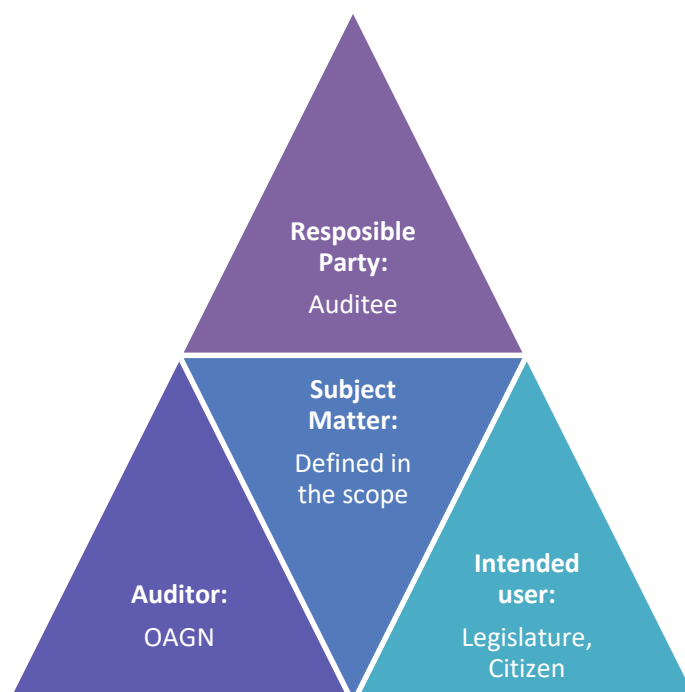 Resposible
Party:
Auditee
Subject
Matter:
Defined in
the scope
Auditor:
OAGN
Intended
user:
Legislature,
Citizen